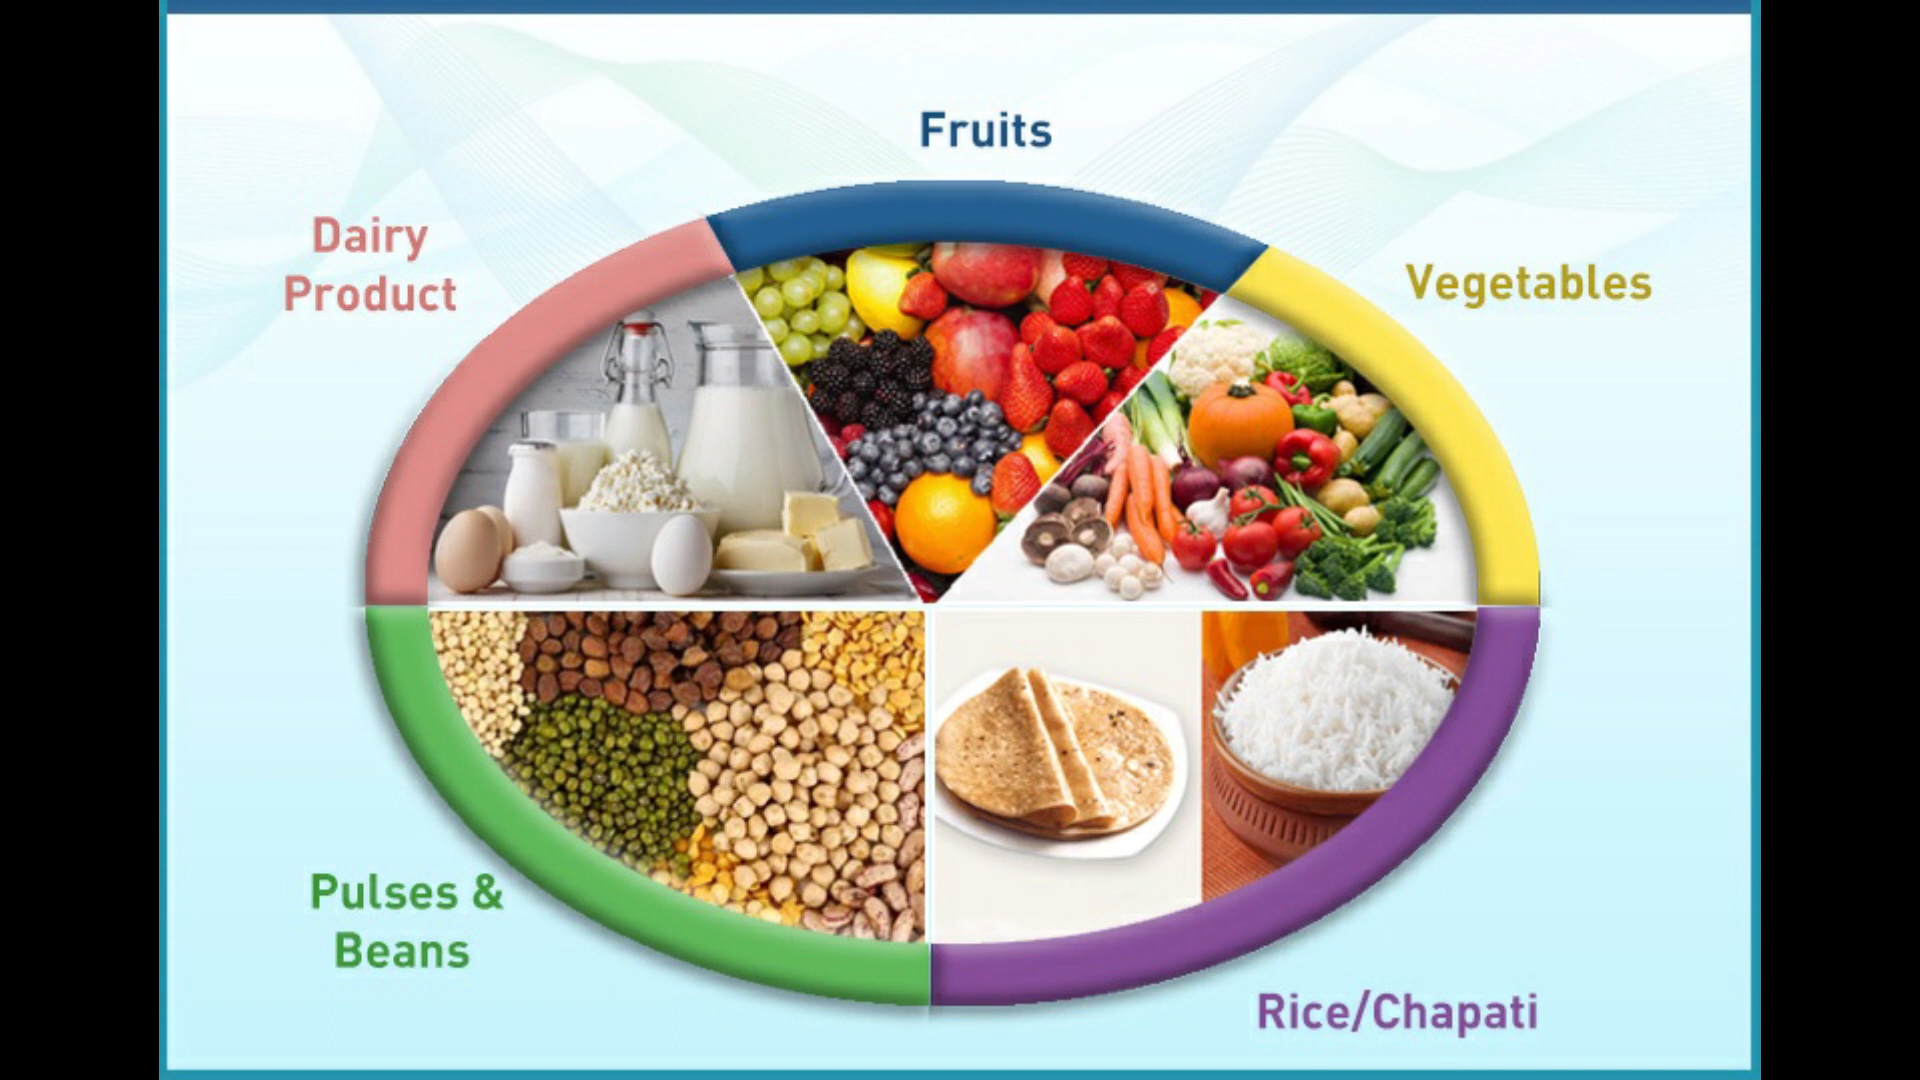 Fruits
Dairy
Product
Vegetables
Pulses &
Beans
Rice/Chapati